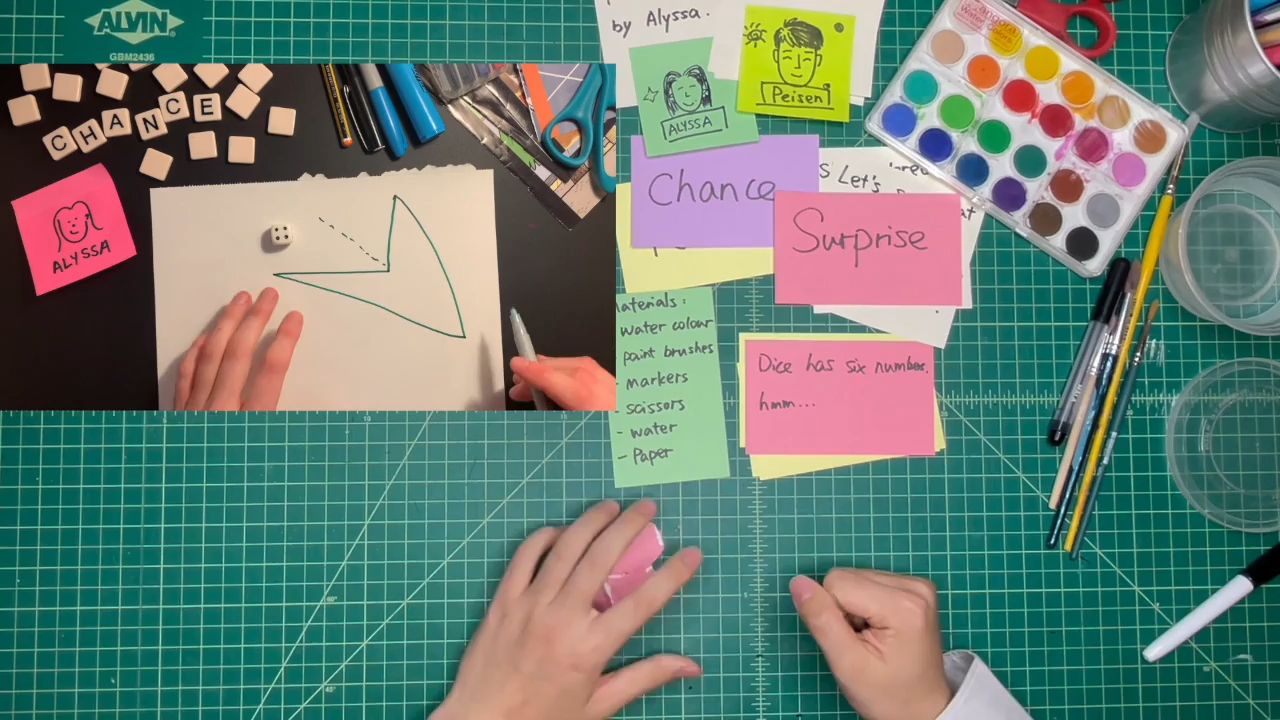 ALVIN
GBM2436
CHANCE
ALYSSA
by Alyssa.
ALYSSA
Peisen
Chance
s Let's
Surprise
aterials:
water colour
paint brushes
- markers
- scissors
- water
- Paper
Dice has six number.
hmm...